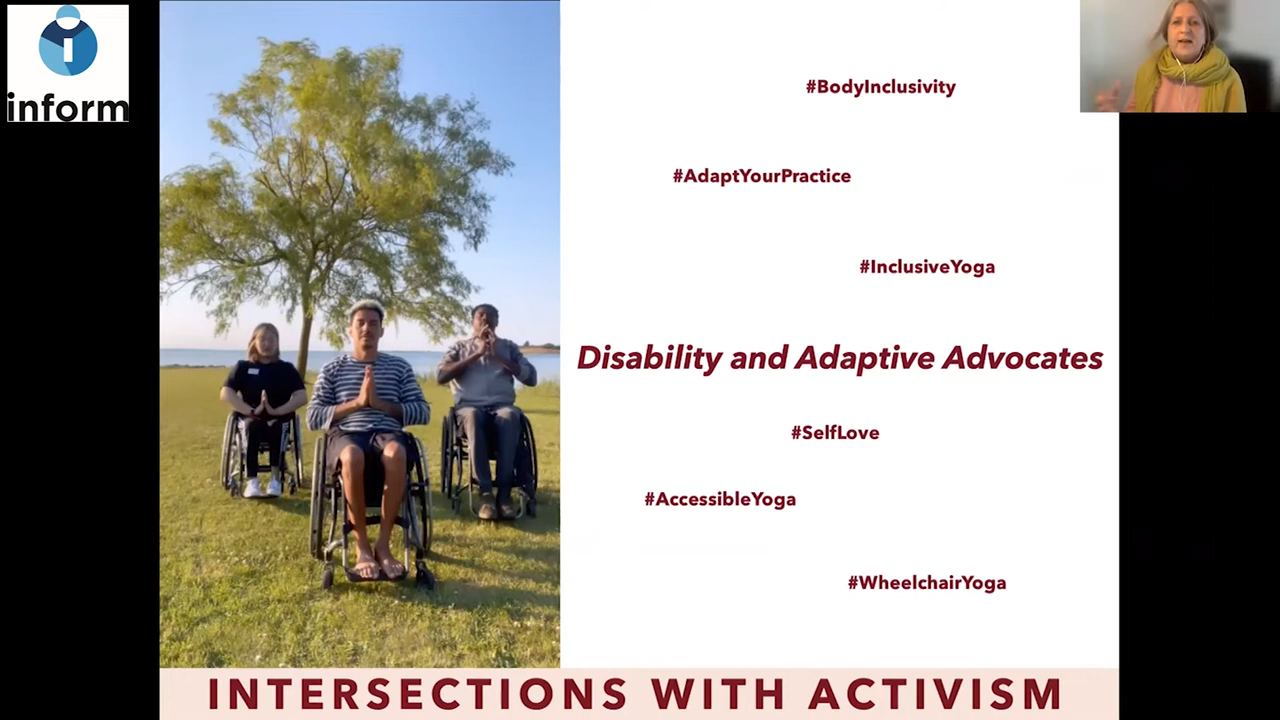 inform
#BodyInclusivity
#AdaptYourPractice
#InclusiveYoga
Disability and Adaptive Advocates
#SelfLove
#AccessibleYoga
#WheelchairYoga
INTERSECTIONS WITH ACTIVISM